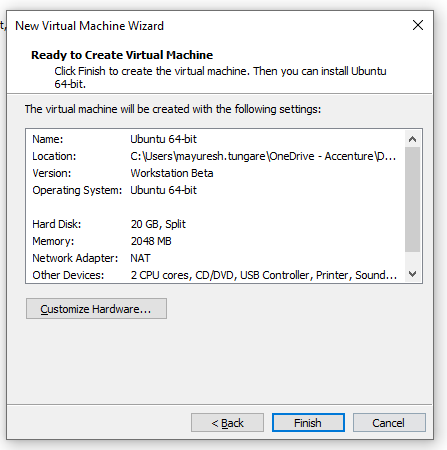 t,
New Virtual Machine Wizard
Ready to Create Virtual Machine
Click Finish to create the virtual machine. Then you can install Ubuntu
64-bit.
The virtual machine will be created with the following settings:
Name: Ubuntu 64-bit
Location: C:\Users\mayuresh.tungare\OneDrive - Accenture\D...
Version: Workstation Beta
Operating System: Ubuntu 64-bit
Hard Disk: 20 GB, Split
Memory: 2048 MB
Network Adapter: NAT
Other Devices: 2 CPU cores, CD/DVD, USB Controller, Printer, Sound...
Customize Hardware...
< Back Finish Cancel